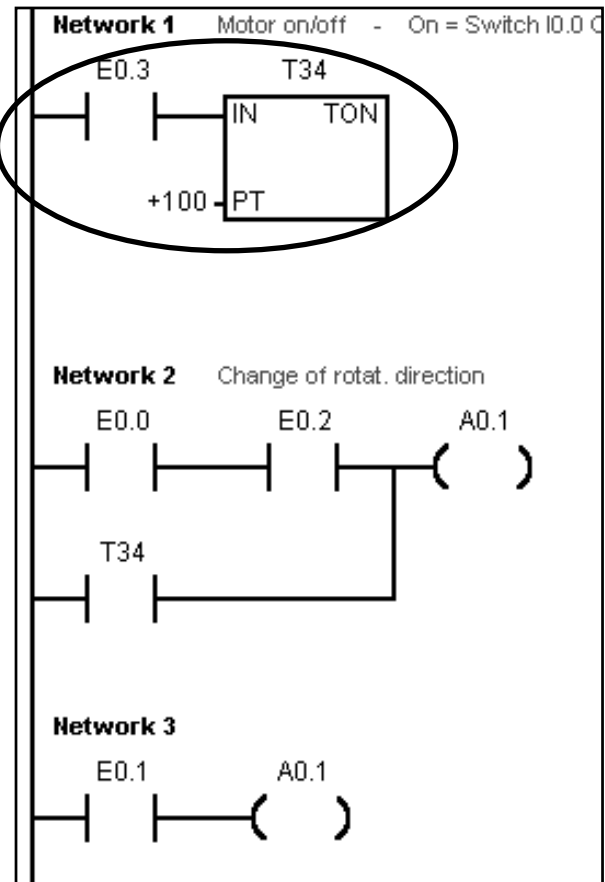 Network 1 Motor on/off - On = Switch I0.0
E0.3 T34
IN TON
+100 PT
Network 2 Change of rotat. direction
E0.0 E0.2 A0.1
T34
Network 3
E0.1 A0.1